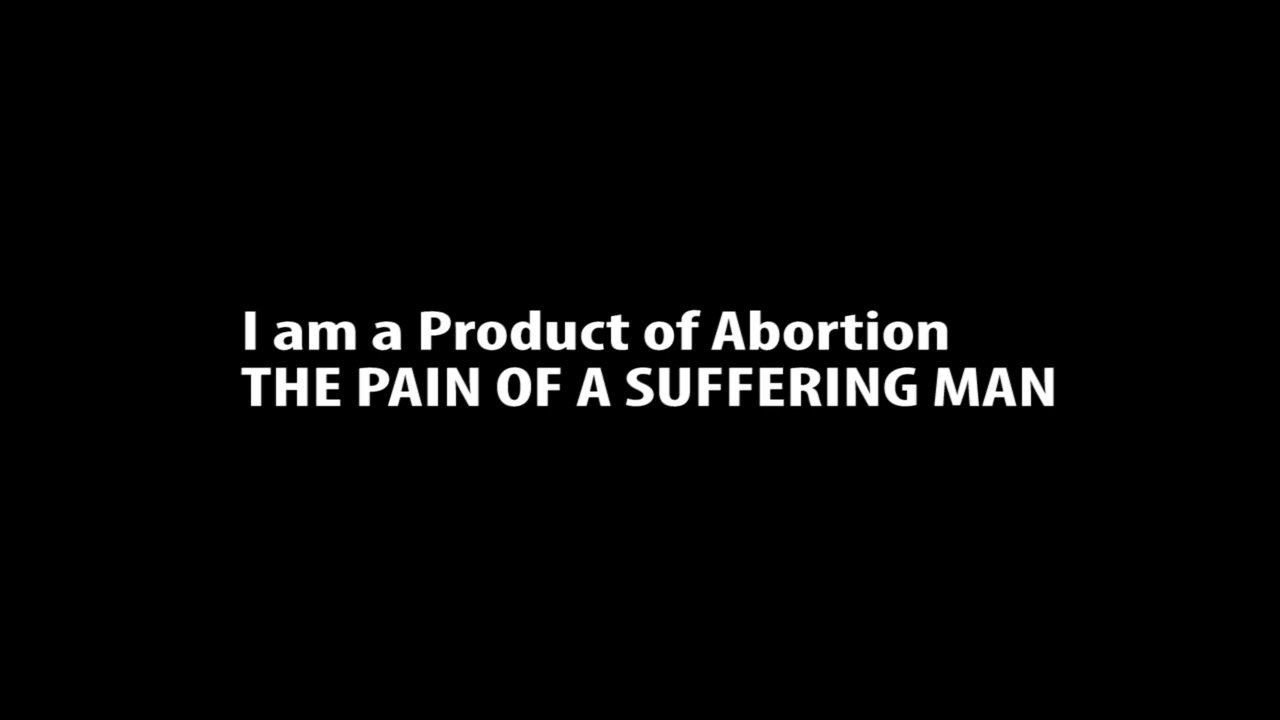 I am a Product of Abortion
THE PAIN OF A SUFFERING MAN